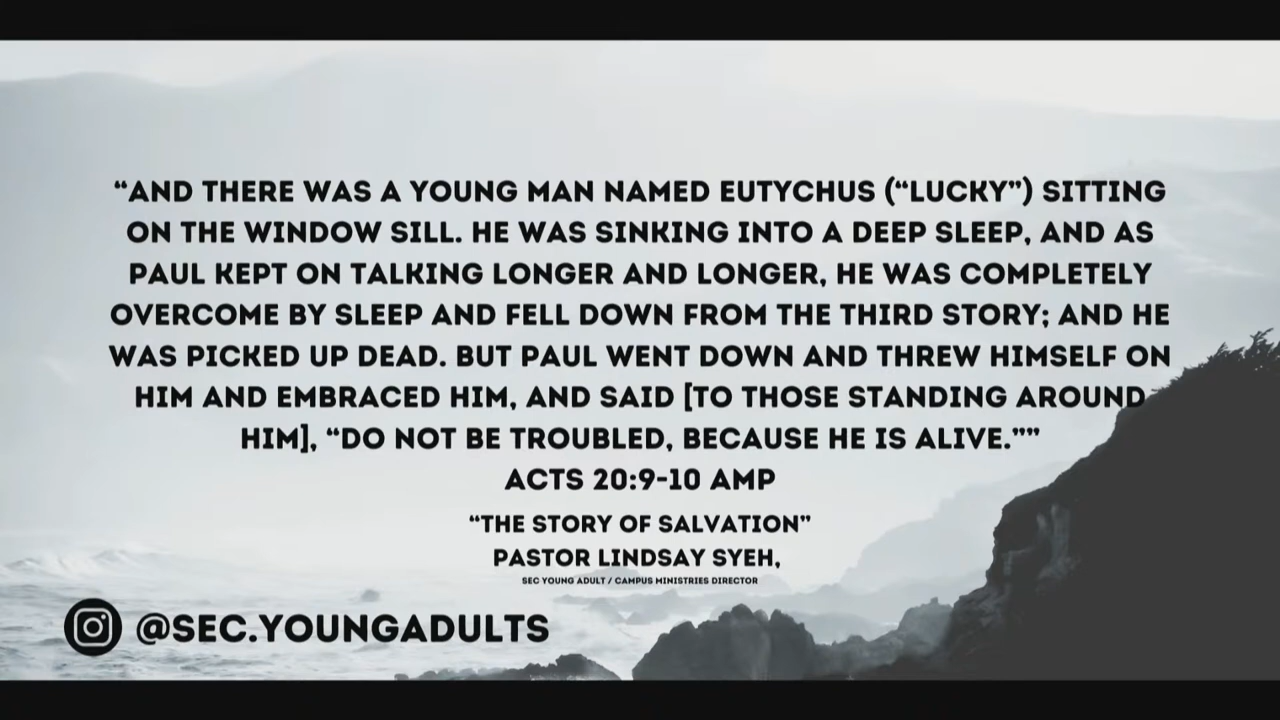 “AND THERE WAS A YOUNG MAN NAMED EUTYCHUS (“LUCKY”) SITTING
ON THE WINDOW SILL. HE WAS SINKING INTO A DEEP SLEEP, AND AS
PAUL KEPT ON TALKING LONGER AND LONGER, HE WAS COMPLETELY
OVERCOME BY SLEEP AND FELL DOWN FROM THE THIRD STORY; AND HE
WAS PICKED UP DEAD. BUT PAUL WENT DOWN AND THREW HIMSELF ON
HIM AND EMBRACED HIM, AND SAID [TO THOSE STANDING AROUND
HIM], “DO NOT BE TROUBLED, BECAUSE HE IS ALIVE.””
ACTS 20:9-10 AMP
“THE STORY OF SALVATION”
PASTOR LINDSAY SYEH,
SEC YOUNG ADULT / CAMPUS MINISTRIES DIRECTOR
@SEC.YOUNGADULTS